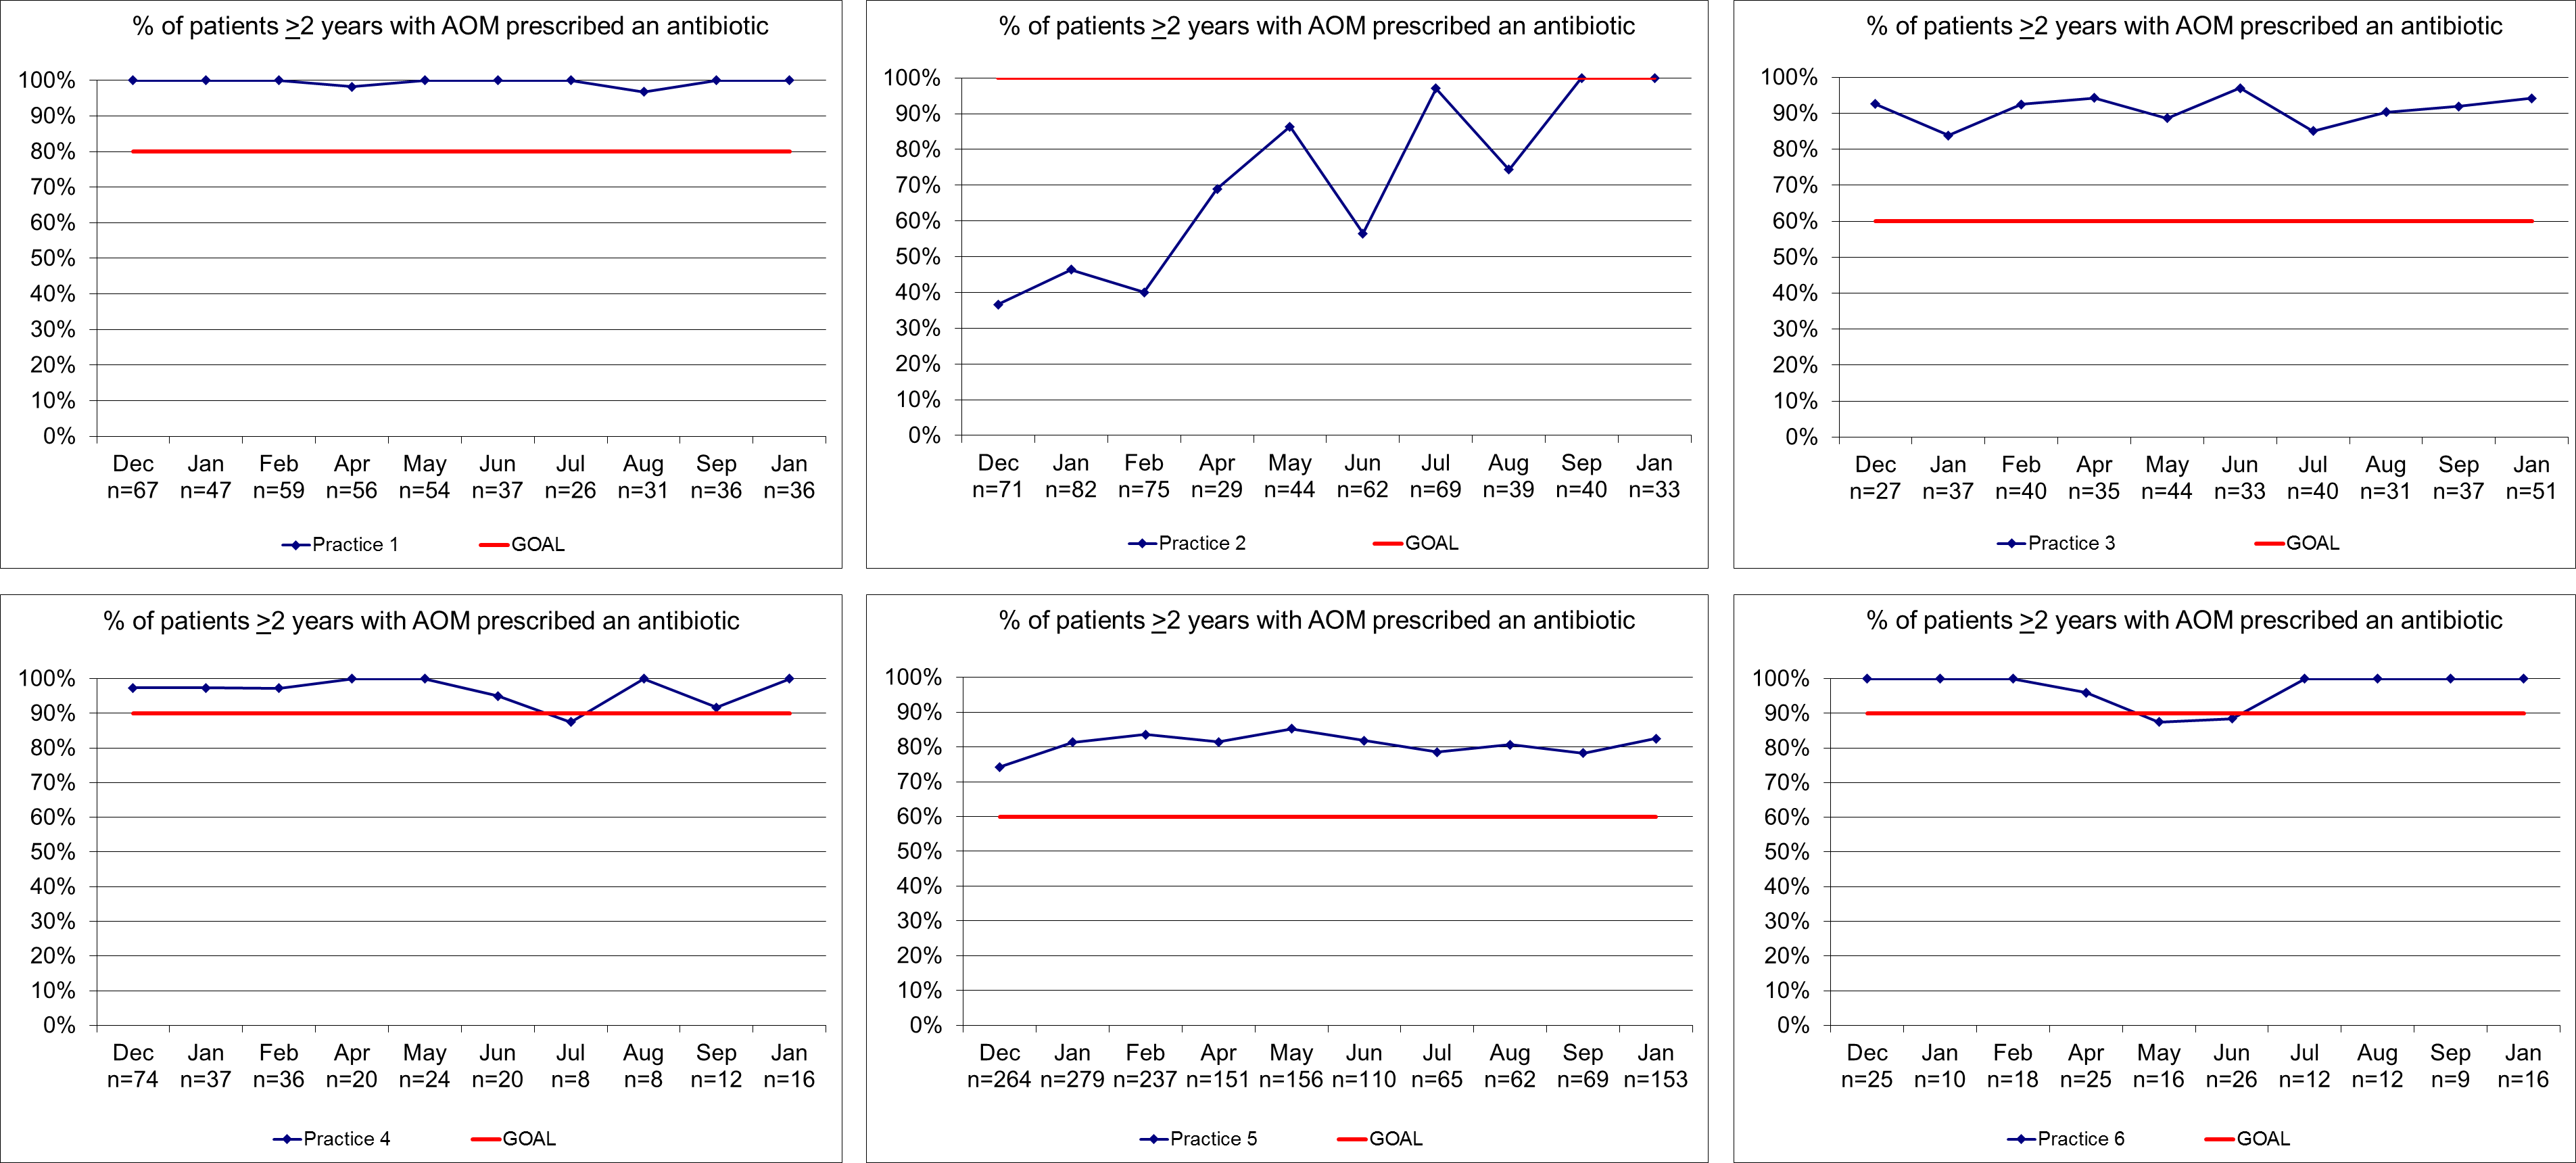 % of patients ≥2 years with AOM prescribed an antibiotic
100%
90%
80%
70%
60%
50%
40%
30%
20%
10%
0%
Dec Jan Feb Apr May Jun Jul Aug Sep Jan
n=67 n=47 n=59 n=56 n=54 n=37 n=26 n=31 n=36 n=36
Practice 1 GOAL
% of patients ≥2 years with AOM prescribed an antibiotic
100%
90%
80%
70%
60%
50%
40%
30%
20%
10%
0%
Dec Jan Feb Apr May Jun Jul Aug Sep Jan
n=71 n=82 n=75 n=29 n=44 n=62 n=69 n=39 n=40 n=33
Practice 2 GOAL
% of patients ≥2 years with AOM prescribed an antibiotic
100%
90%
80%
70%
60%
50%
40%
30%
20%
10%
0%
Dec Jan Feb Apr May Jun Jul Aug Sep Jan
n=27 n=37 n=40 n=35 n=44 n=33 n=40 n=31 n=37 n=51
Practice 3 GOAL
% of patients ≥2 years with AOM prescribed an antibiotic
100%
90%
80%
70%
60%
50%
40%
30%
20%
10%
0%
Dec Jan Feb Apr May Jun Jul Aug Sep Jan
n=74 n=37 n=36 n=20 n=24 n=20 n=8 n=8 n=12 n=16
Practice 4 GOAL
% of patients ≥2 years with AOM prescribed an antibiotic
100%
90%
80%
70%
60%
50%
40%
30%
20%
10%
0%
Dec Jan Feb Apr May Jun Jul Aug Sep Jan
n=264 n=279 n=237 n=151 n=156 n=110 n=65 n=62 n=69 n=153
Practice 5 GOAL
% of patients ≥2 years with AOM prescribed an antibiotic
100%
90%
80%
70%
60%
50%
40%
30%
20%
10%
0%
Dec Jan Feb Apr May Jun Jul Aug Sep Jan
n=25 n=10 n=18 n=25 n=16 n=26 n=12 n=12 n=9 n=16
Practice 6 GOAL